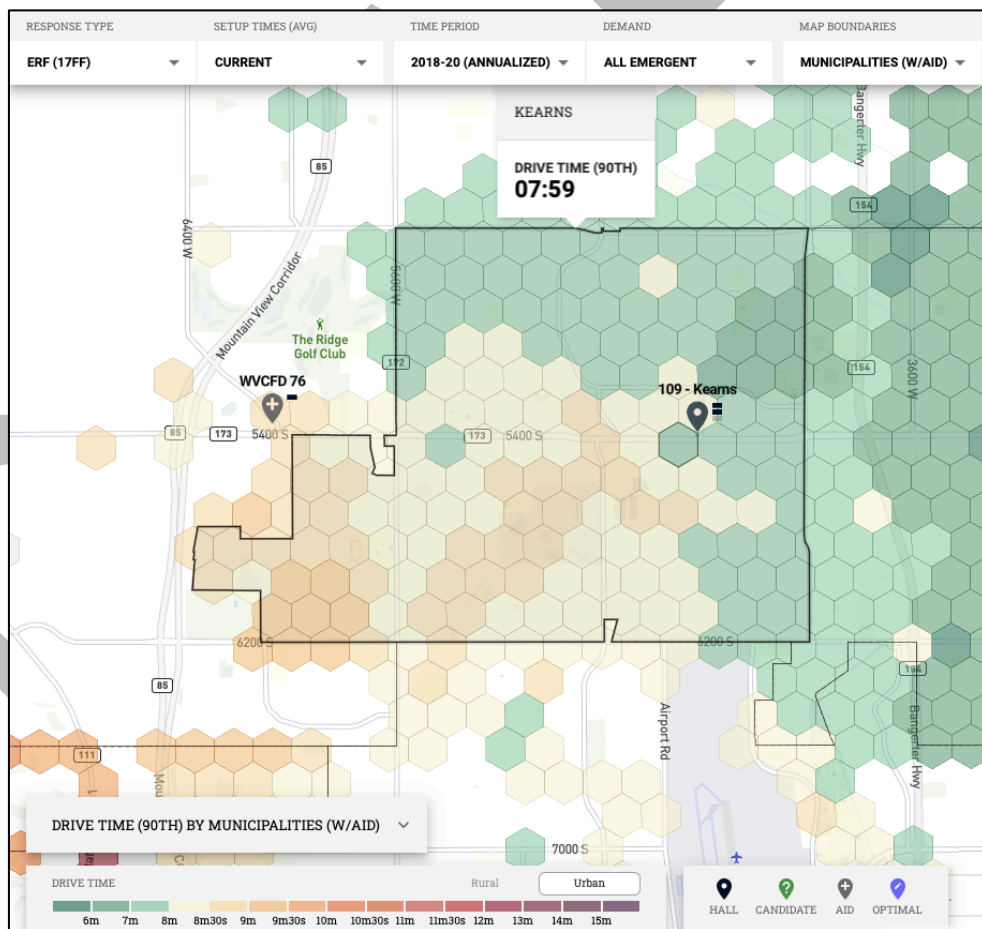 RESPONSE TYPE SETUP TIMES (AVG) TIME PERIOD DEMAND MAP BOUNDARIES
ERF (17FF) CURRENT 2018-20 (ANNUALIZED) ALL EMERGENT MUNICIPALITIES (W/AID)
KEARNS
DRIVE TIME (90TH)
07:59
Bangerter Hwy
85
154
6400 W
5600 W
Mountain View Corridor
The Ridge
Golf Club
172
154
3600 W
WVCFD 76
109 - Kearns
85
173
5400 S
173
5400 S
6200 S
6200 S
154
85
Airport Rd
Bangerter Hwy
111
DRIVE TIME (90TH) BY MUNICIPALITIES (W/AID)
7000 S
DRIVE TIME Rural Urban
6m 7m 8m 8m30s 9m 9m30s 10m 10m30s 11m 11m30s 12m 13m 14m 15m
HALL CANDIDATE AID OPTIMAL